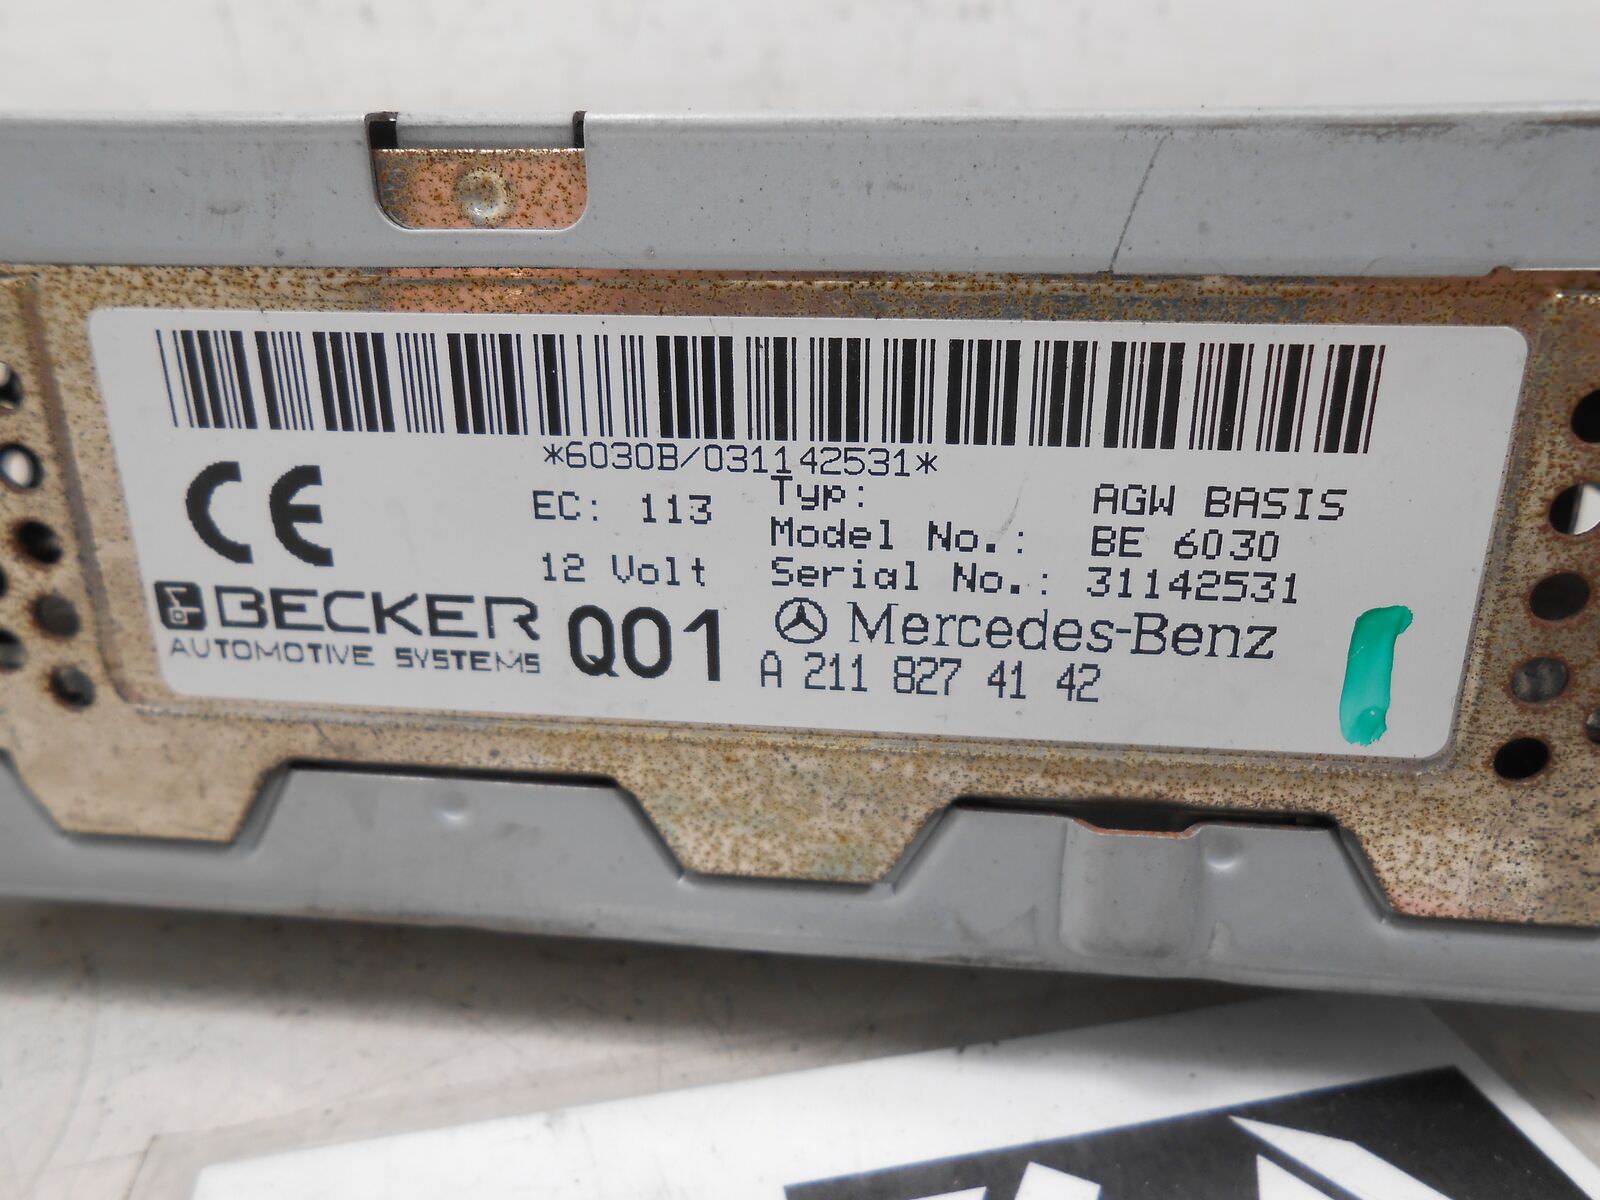 *6030B/031142531*
CE EC: 113 Typ: AGW BASIS
Model No.: BE 6030
12 Volt Serial No.: 31142531
BECKER Q01 Mercedes-Benz
AUTOMOTIVE SYSTEMS A 211 827 41 42